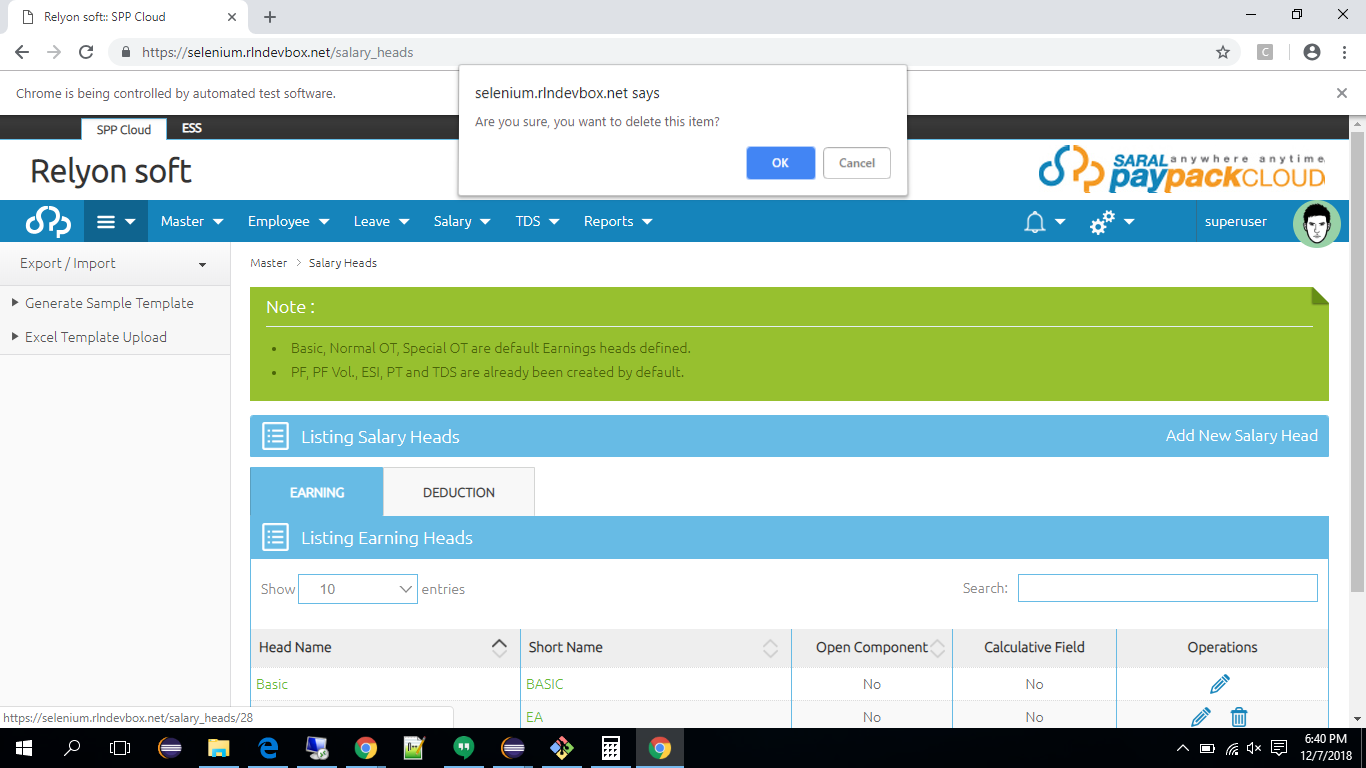 Relyon soft:: SPP Cloud
https://selenium.rlndevbox.net/salary_heads
C
Chrome is being controlled by automated test software.
selenium.rlndevbox.net says
Are you sure, you want to delete this item?
OK
Cancel
SPP Cloud
ESS
Relyon soft
SARAL anywhere anytime
paypackCLOUD
Master
Employee
Leave
Salary
TDS
Reports
superuser
Export / Import
Generate Sample Template
Excel Template Upload
Master > Salary Heads
Note :
• Basic, Normal OT, Special OT are default Earnings heads defined.
• PF, PF Vol., ESI, PT and TDS are already been created by default.
Listing Salary Heads
Add New Salary Head
EARNING
DEDUCTION
Listing Earning Heads
Show 10 entries
Search:
Head Name Short Name Open Component Calculative Field Operations
Basic BASIC No No
EA No No
https://selenium.rlndevbox.net/salary_heads/28
6:40 PM
12/7/2018